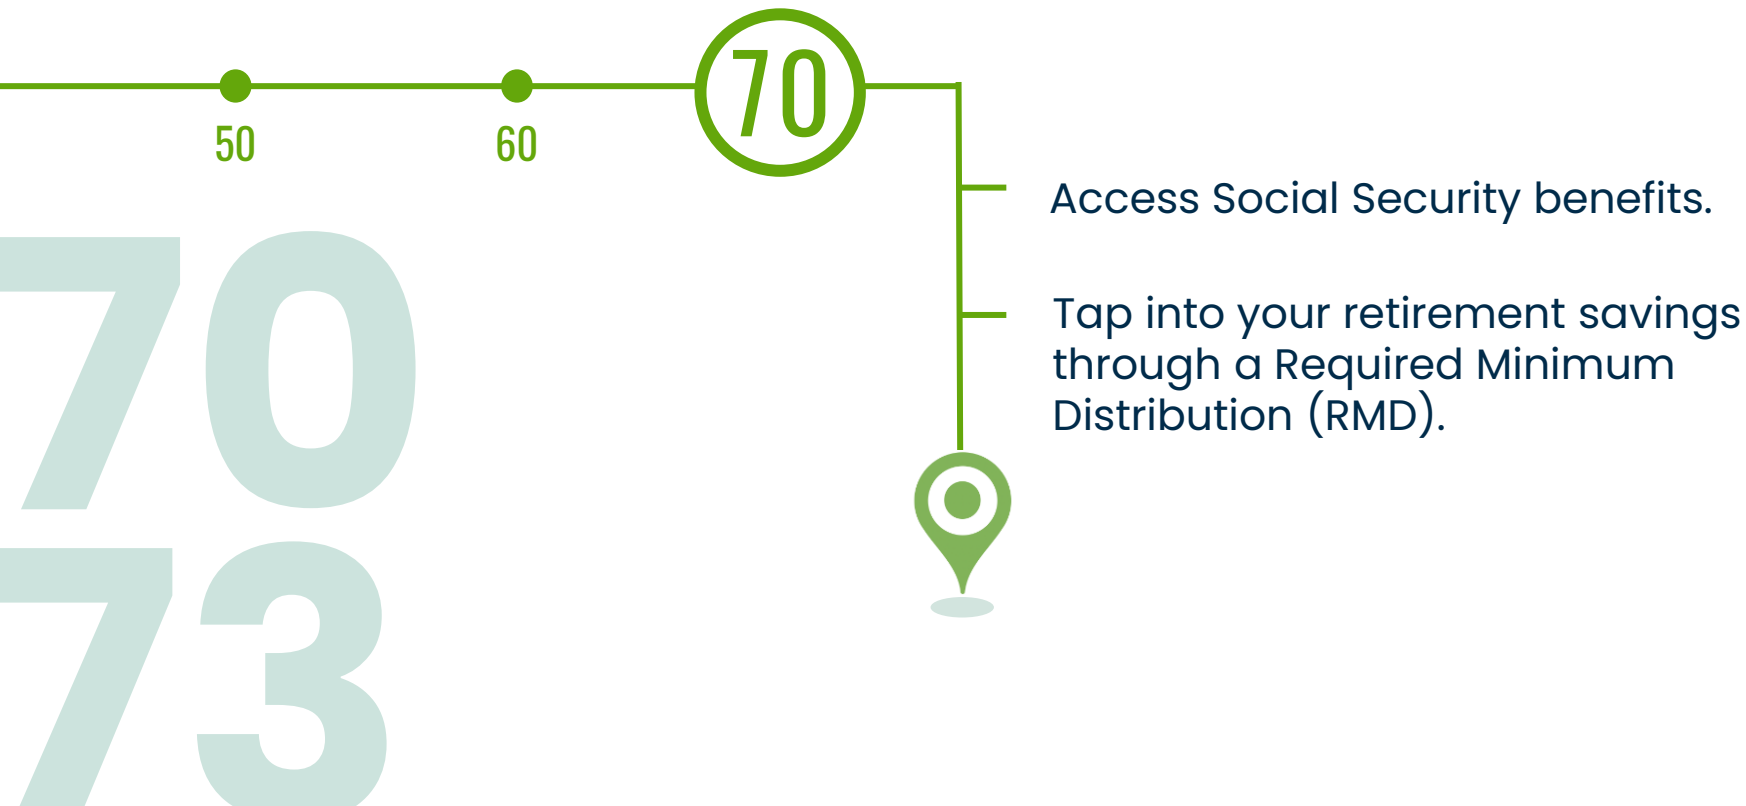 50
60
70
Access Social Security benefits.
Tap into your retirement savings
through a Required Minimum
Distribution (RMD).
70
73